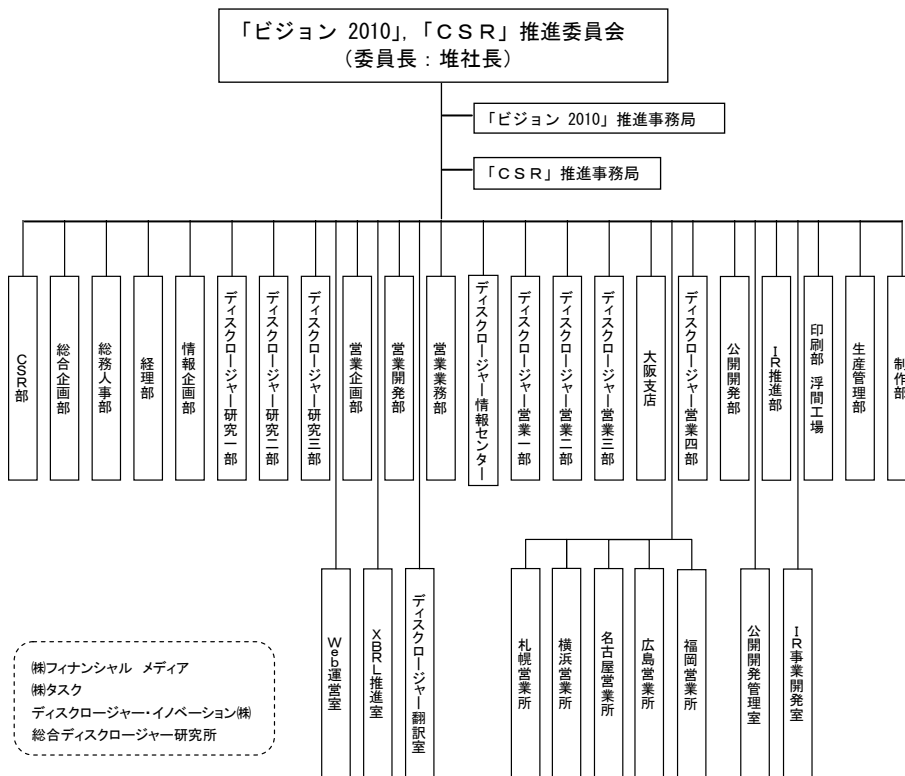 「ビジョン 2010」,「ＣＳＲ」推進委員会
（委員長：堆社長）
「ビジョン 2010」推進事務局
「ＣＳＲ」推進事務局
CSR部
総合企画部
総務人事部
経理部
情報企画部
ディスクロージャー研究一部
ディスクロージャー研究二部
ディスクロージャー研究三部
営業企画部
営業開発部
営業業務部
ディスクロージャー情報センター
ディスクロージャー営業一部
ディスクロージャー営業二部
ディスクロージャー営業三部
大阪支店
ディスクロージャー営業四部
公開開発部
IR推進部
印刷部 浮間工場
生産管理部
制作部
Web運営室
XBRL推進室
ディスクロージャー翻訳室
札幌営業所
横浜営業所
名古屋営業所
広島営業所
福岡営業所
公開開発管理室
IR事業開発室
㈱フィナンシャル メディア
㈱タスク
ディスクロージャー・イノベーション㈱
総合ディスクロージャー研究所